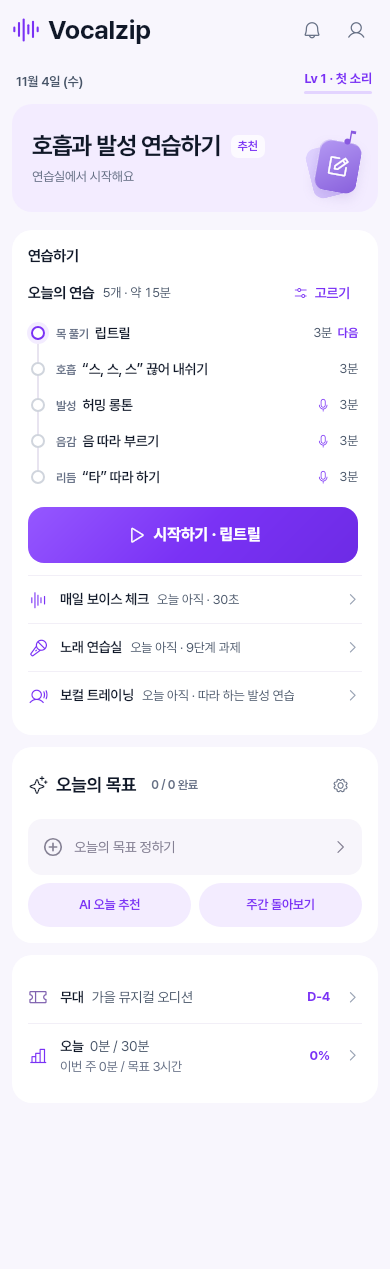 Vocalzip
11월 4일 (수)
Lv 1 · 첫 소리
호흡과 발성 연습하기 추천
연습실에서 시작해요
연습하기
오늘의 연습 5개 · 약 15분 고르기
목 풀기 립트릴 3분 다음
호흡 “스, 스, 스” 끊어 내쉬기 3분
발성 허밍 롱톤 3분
음감 음 따라 부르기 3분
리듬 “타” 따라 하기 3분
시작하기 · 립트릴
매일 보이스 체크 오늘 아직 · 30초
노래 연습실 오늘 아직 · 9단계 과제
보컬 트레이닝 오늘 아직 · 따라 하는 발성 연습
오늘의 목표 0 / 0 완료
오늘의 목표 정하기
AI 오늘 추천 주간 돌아보기
무대 가을 뮤지컬 오디션 D-4
오늘 0분 / 30분 0%
이번 주 0분 / 목표 3시간